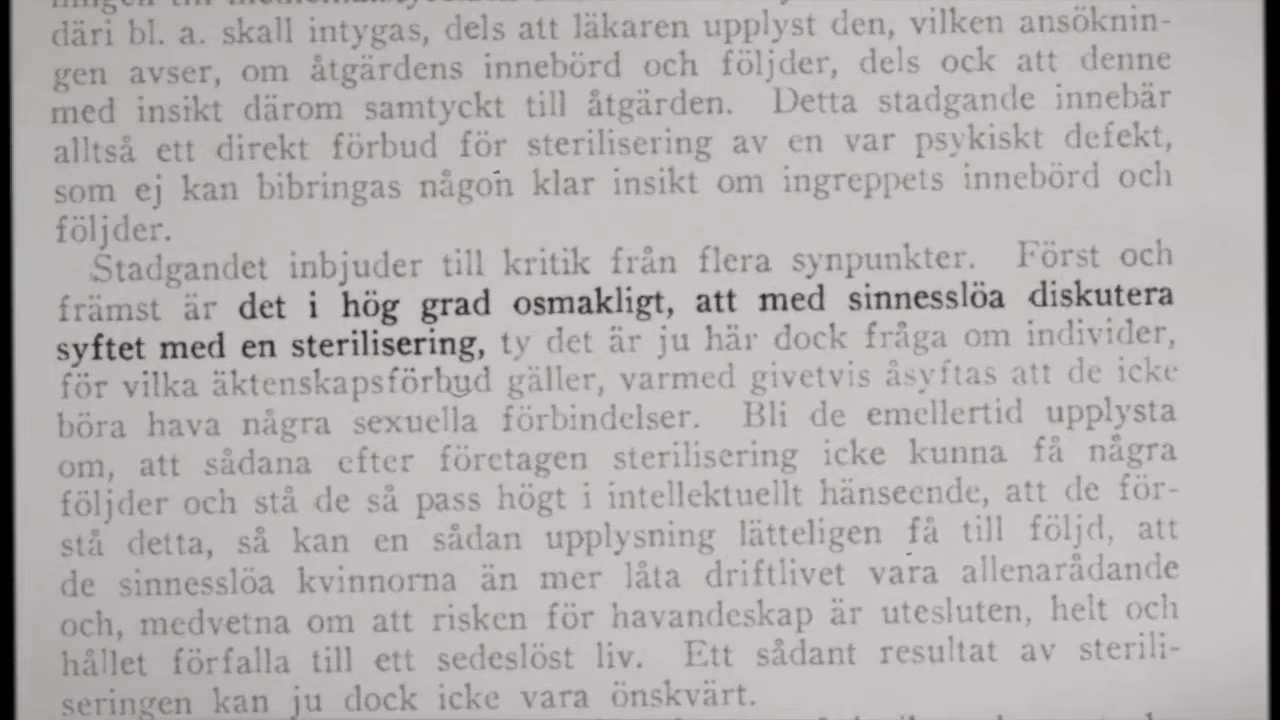 däri bl. a. skall intygas, dels att läkaren upplyst den, vilken ansöknin-
gen avser, om åtgärdens innebörd och följder, dels ock att denne
med insikt därom samtyckt till åtgärden. Detta stadgande innebär
alltså ett direkt förbud för sterilisering av en var psykiskt defekt,
som ej kan bibringas någon klar insikt om ingreppets innebörd och
följder.
Stadgandet inbjuder till kritik från flera synpunkter. Först och
främst är det i hög grad osmakligt, att med sinnesslöa diskutera
syftet med en sterilisering, ty det är ju här dock fråga om individer,
för vilka äktenskapsförbud gäller, varmed givetvis åsyftas att de icke
böra hava några sexuella förbindelser. Bli de emellertid upplysta
om, att sådana efter företagen sterilisering icke kunna få några
följder och stå de så pass högt i intellektuellt hänseende, att de för-
stå detta, så kan en sådan upplysning lätteligen få till följd, att
de sinnesslöa kvinnorna än mer låta driftlivet vara allenarådande
och, medvetna om att risken för havandeskap är utesluten, helt och
hållet förfalla till ett sedeslöst liv. Ett sådant resultat av sterili-
seringen kan ju dock icke vara önskvärt.